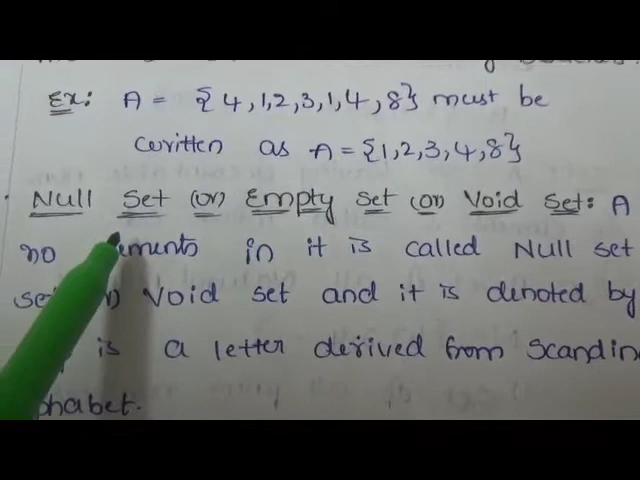 Ex: A = {4,1,2,3,1,4,8} must be
written as A = {1,2,3,4,8}
Null Set (or) Empty Set (or) Void Set: A
no in it is called Null set
void set and it is denoted by
is a letter derived from